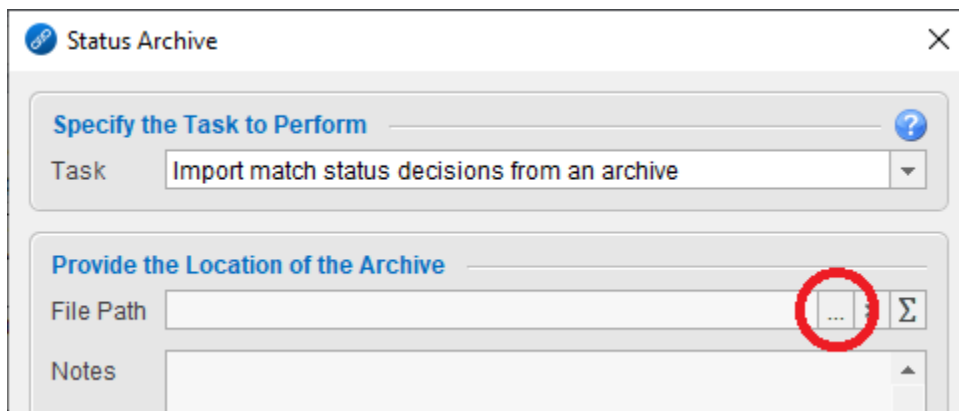 Status Archive
Specify the Task to Perform
Task Import match status decisions from an archive
Provide the Location of the Archive
File Path ... Σ
Notes